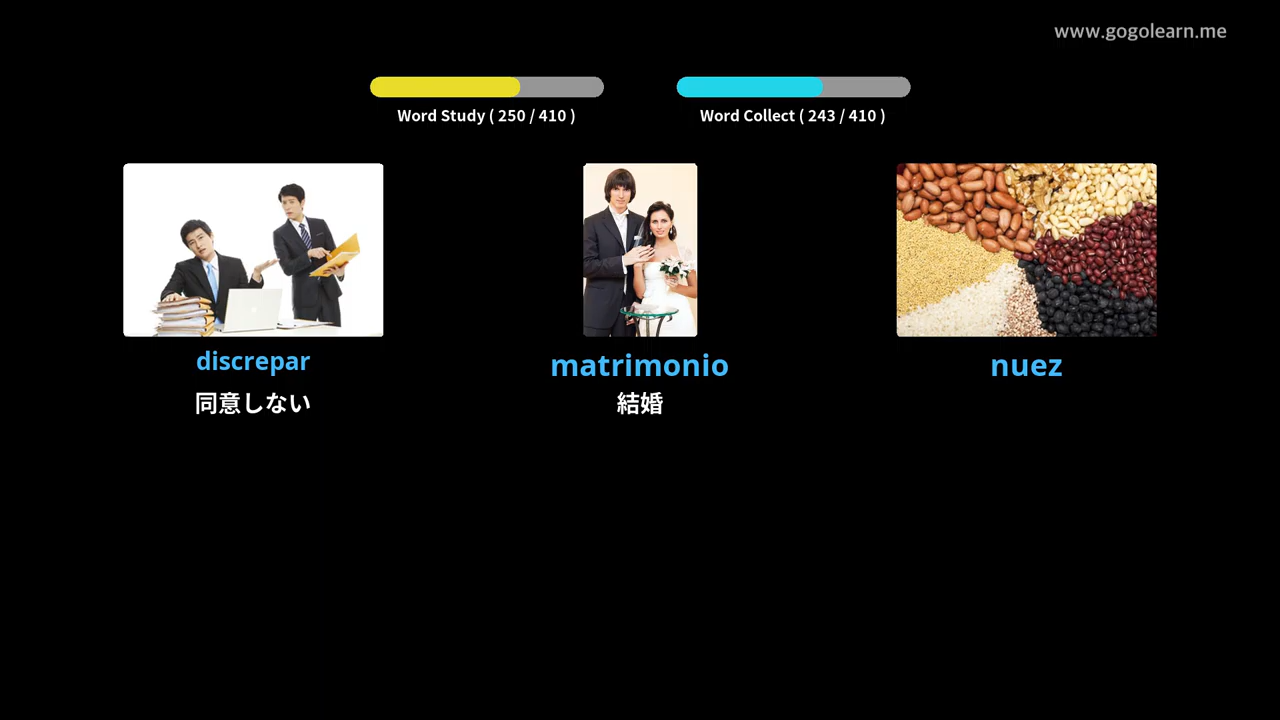 www.gogolearn.me
Word Study ( 250 / 410 )
Word Collect ( 243 / 410 )
discrepar
同意しない
matrimonio
結婚
nuez